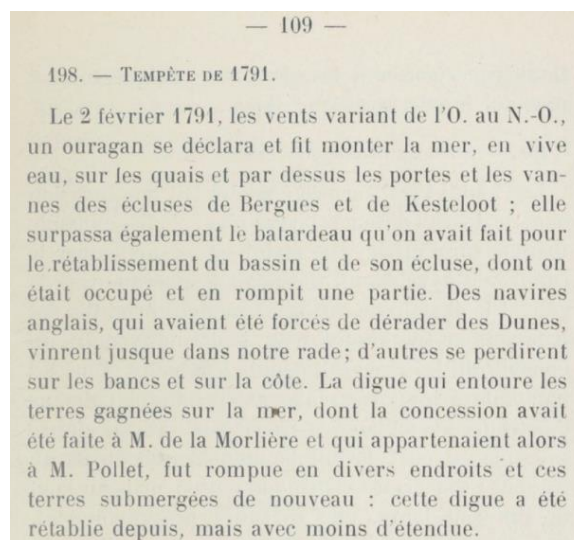 — 109 —
198. — TEMPÊTE DE 1791.
Le 2 février 1791, les vents variant de l'O. au N.-O.,
un ouragan se déclara et fit monter la mer, en vive
eau, sur les quais et par dessus les portes et les van-
nes des écluses de Bergues et de Kesteloot ; elle
surpassa également le batardeau qu'on avait fait pour
le rétablissement du bassin et de son écluse, dont on
était occupé et en rompit une partie. Des navires
anglais, qui avaient été forcés de dérader des Dunes,
vinrent jusque dans notre rade ; d'autres se perdirent
sur les bancs et sur la côte. La digue qui entoure les
terres gagnées sur la mer, dont la concession avait
été faite à M. de la Morlière et qui appartenaient alors
à M. Pollet, fut rompue en divers endroits et ces
terres submergées de nouveau : cette digue a été
rétablie depuis, mais avec moins d'étendue.